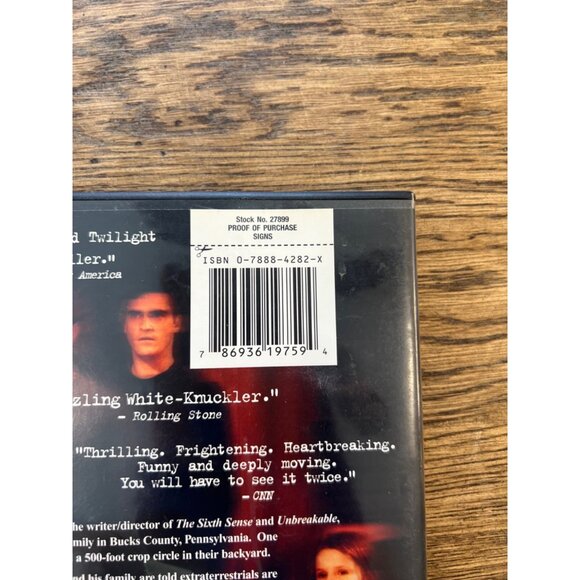 Stock No. 27899
PROOF OF PURCHASE
SIGNS
ISBN 0-7888-4282-X
7 86936 19759 4
d Twilight
ller."
America
zling White-Knuckler."
– Rolling Stone
"Thrilling. Frightening. Heartbreaking.
Funny and deeply moving.
You will have to see it twice."
– CNN
he writer/director of The Sixth Sense and Unbreakable,
amily in Bucks County, Pennsylvania. One
a 500-foot crop circle in their backyard.
and his family are told extraterrestrials are